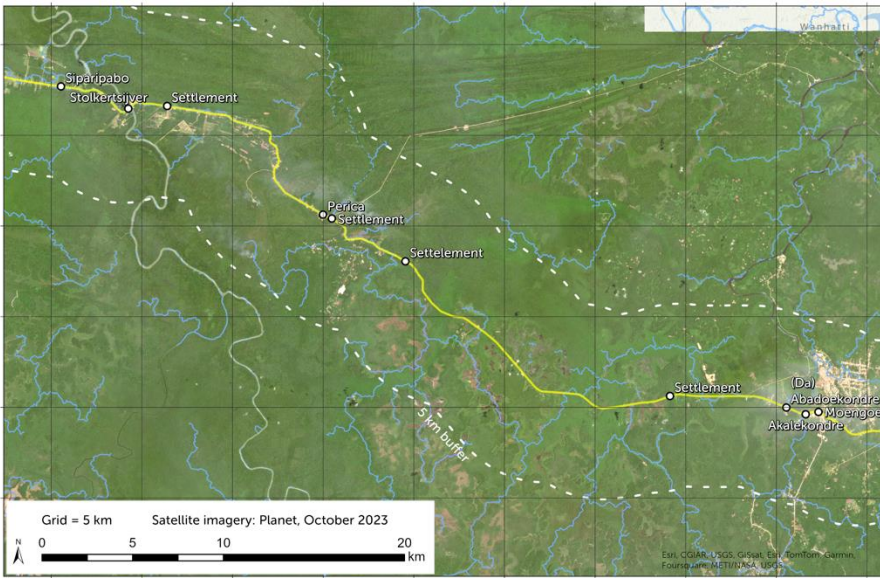 Wanhatti
Siparipabo
Stolkertsijver
Settlement
Perica
Settlement
Settelement
Settlement
(Da)
Abadoekondre
Moengoe
Akalekondre
5 km buffer
Grid = 5 km
Satellite imagery: Planet, October 2023
N
0 5 10 20
km
Esri, CGIAR, USGS, GISsat, Esri, TomTom, Garmin,
Foursquare, METI/NASA, USGS